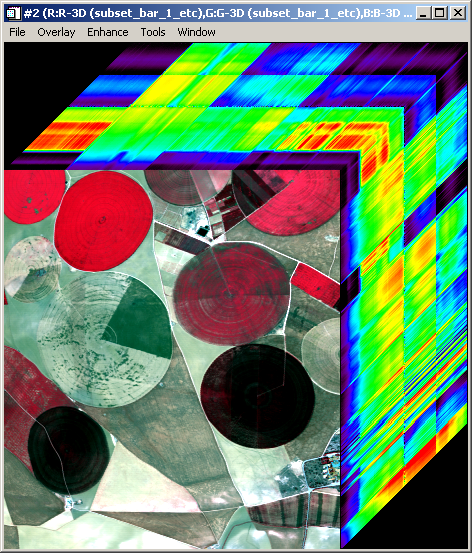 #2 (R:R-3D (subset_bar_1_etc),G:G-3D (subset_bar_1_etc),B:B-3D ...
File Overlay Enhance Tools Window